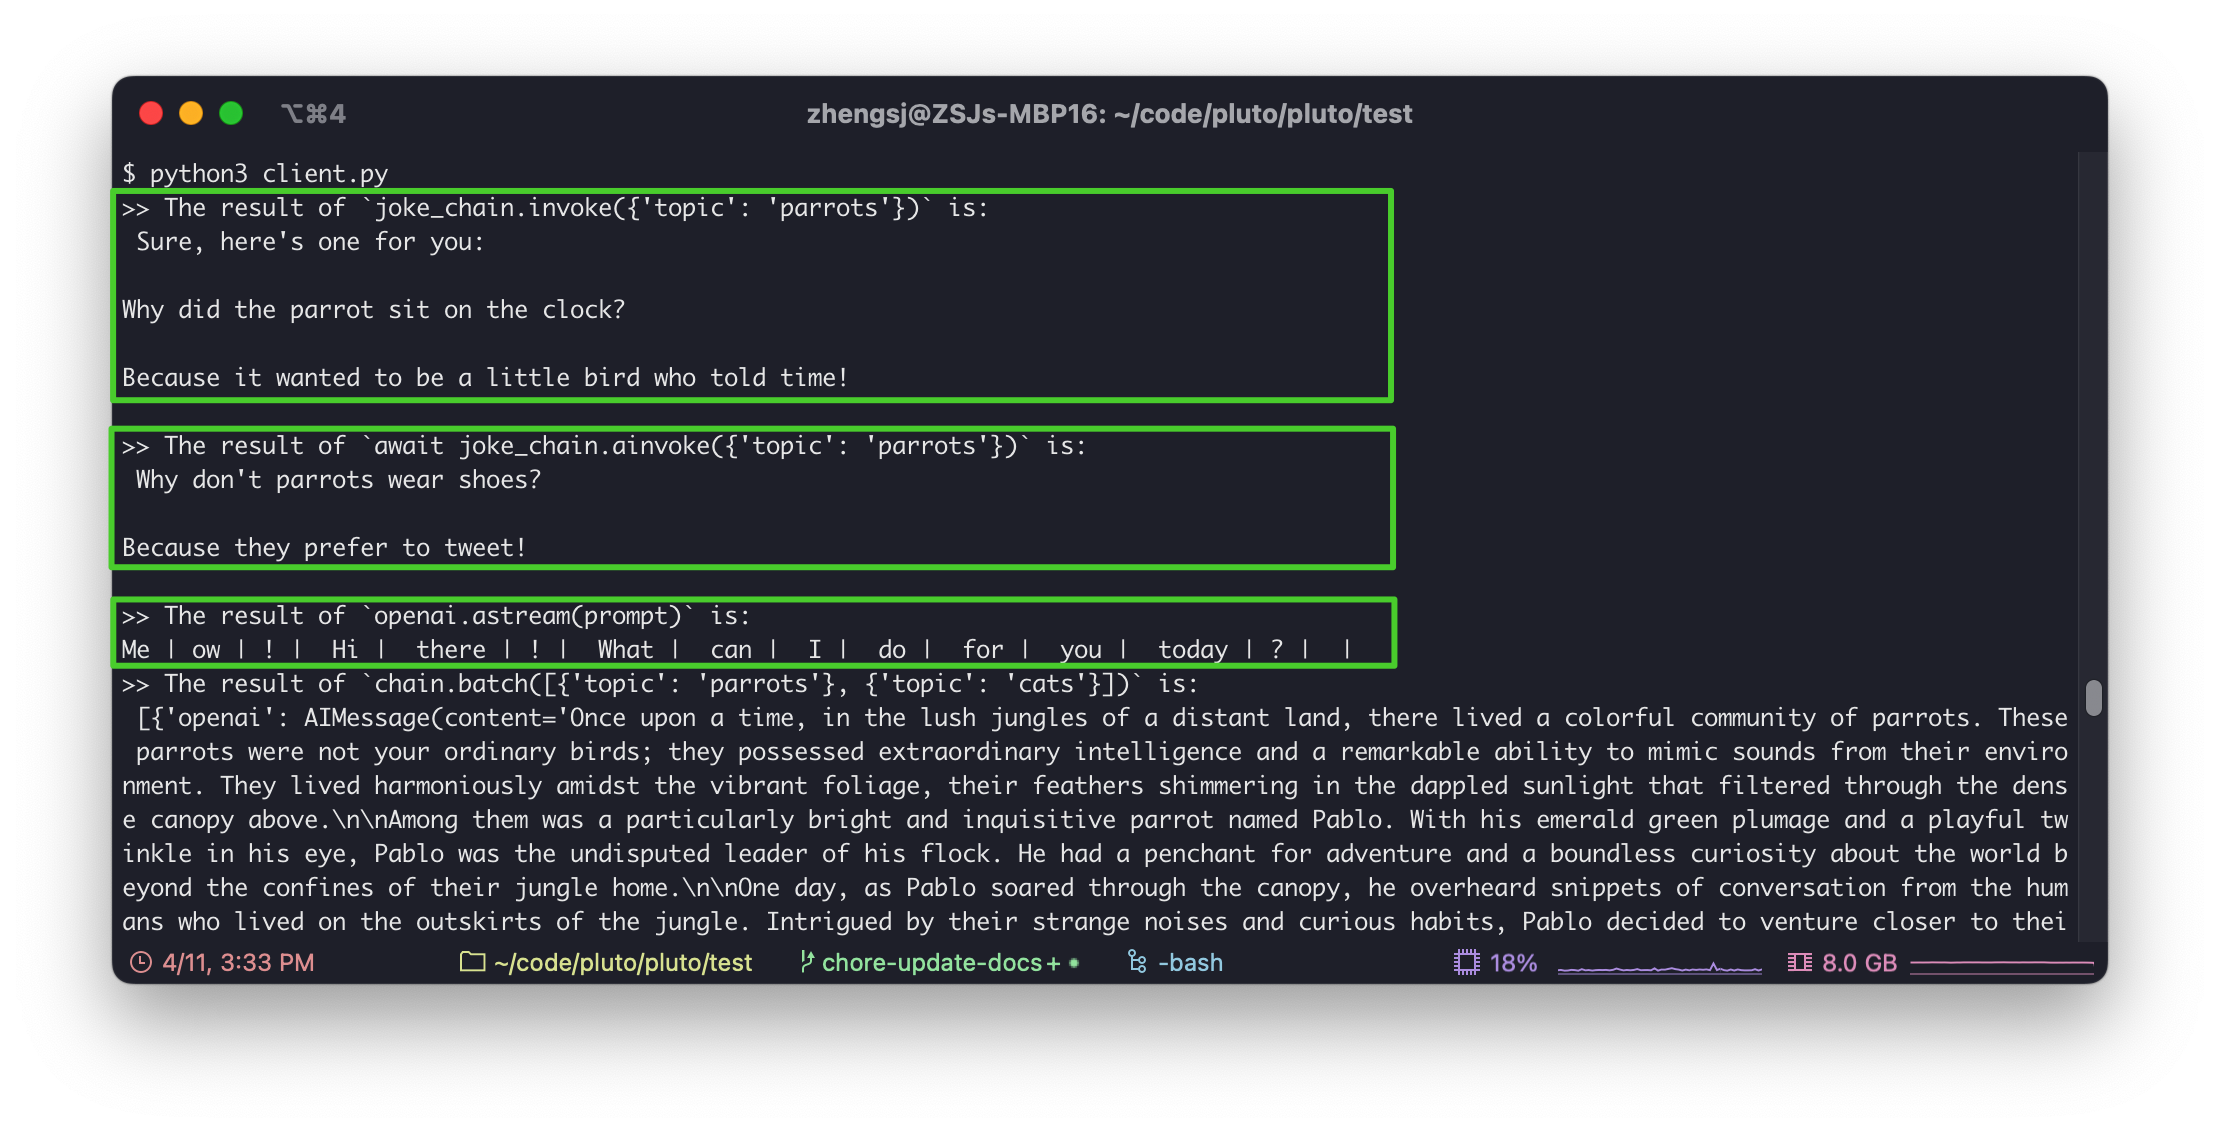 ⌥⌘4
zhengsj@ZSJs-MBP16: ~/code/pluto/pluto/test
$ python3 client.py
>> The result of `joke_chain.invoke({'topic': 'parrots'})` is:
 Sure, here's one for you:
Why did the parrot sit on the clock?
Because it wanted to be a little bird who told time!
>> The result of `await joke_chain.ainvoke({'topic': 'parrots'})` is:
 Why don't parrots wear shoes?
Because they prefer to tweet!
>> The result of `openai.astream(prompt)` is:
Me | ow | ! |  Hi |  there | ! |  What |  can |  I |  do |  for |  you |  today | ? |  |
>> The result of `chain.batch([{'topic': 'parrots'}, {'topic': 'cats'}])` is:
 [{'openai': AIMessage(content='Once upon a time, in the lush jungles of a distant land, there lived a colorful community of parrots. These
 parrots were not your ordinary birds; they possessed extraordinary intelligence and a remarkable ability to mimic sounds from their enviro
nment. They lived harmoniously amidst the vibrant foliage, their feathers shimmering in the dappled sunlight that filtered through the dens
e canopy above.\n\nAmong them was a particularly bright and inquisitive parrot named Pablo. With his emerald green plumage and a playful tw
inkle in his eye, Pablo was the undisputed leader of his flock. He had a penchant for adventure and a boundless curiosity about the world b
eyond the confines of their jungle home.\n\nOne day, as Pablo soared through the canopy, he overheard snippets of conversation from the hum
ans who lived on the outskirts of the jungle. Intrigued by their strange noises and curious habits, Pablo decided to venture closer to thei
4/11, 3:33 PM ~/code/pluto/pluto/test chore-update-docs+ -bash 18% 8.0 GB